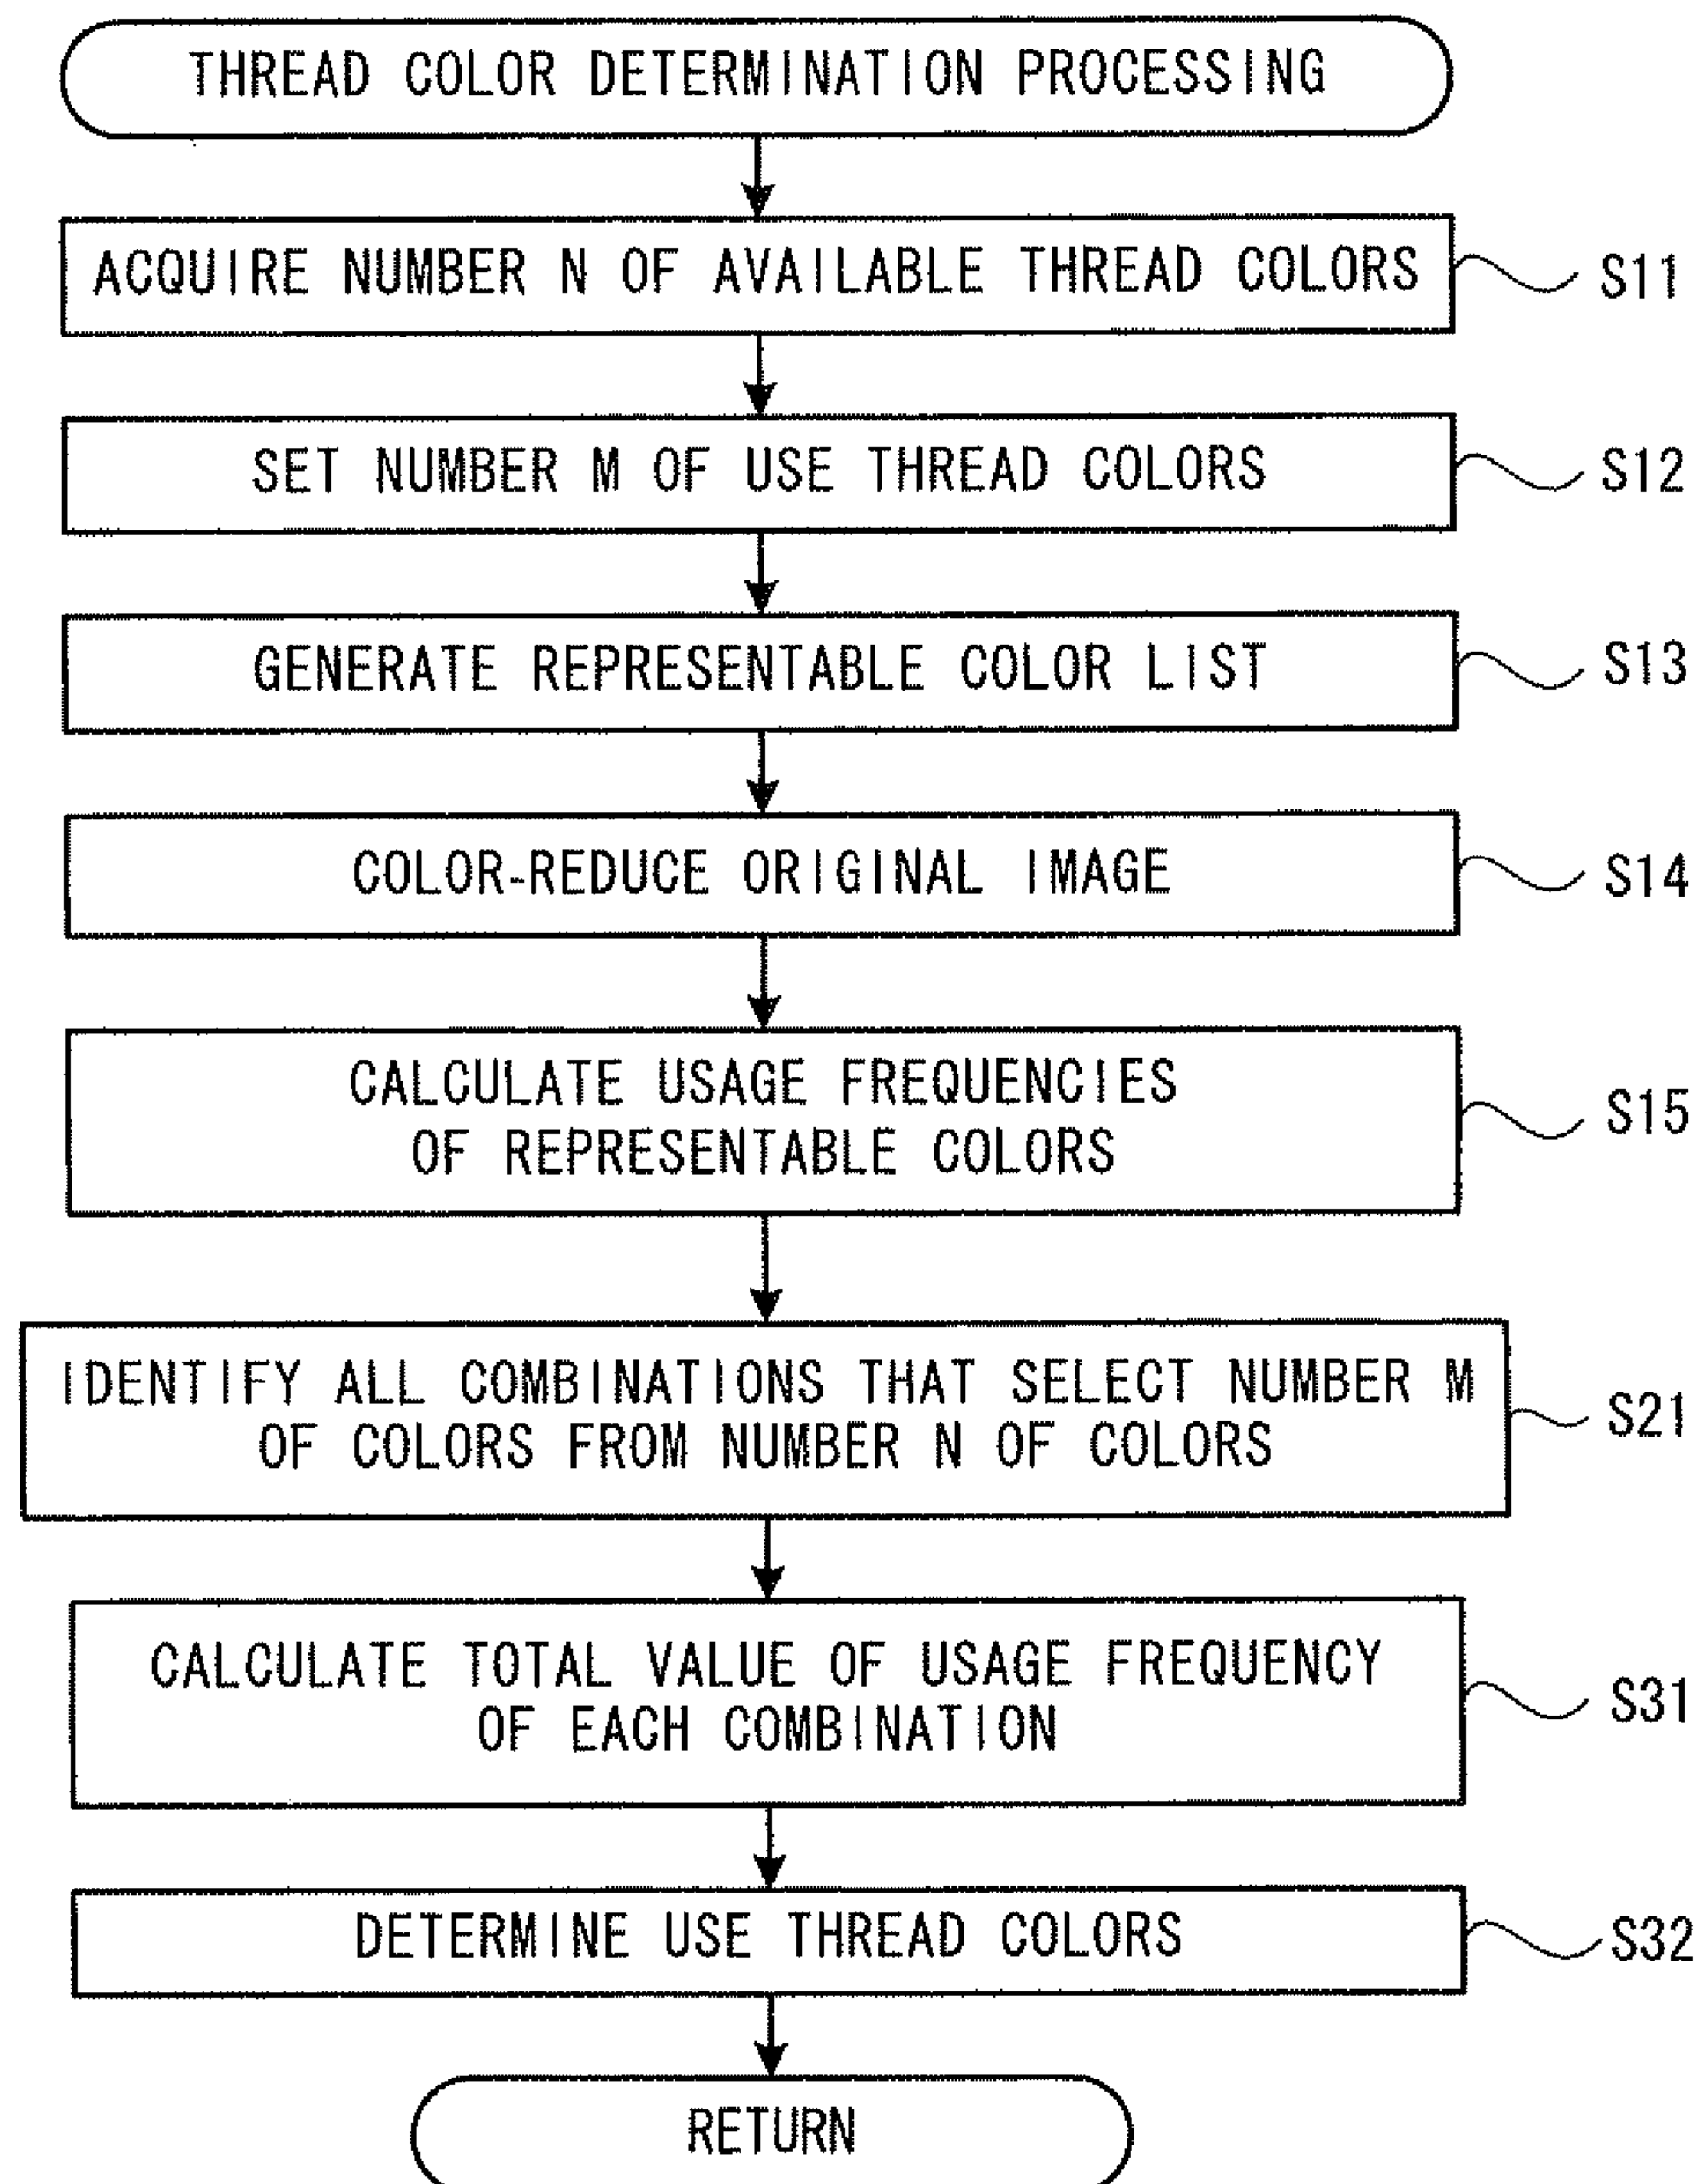 THREAD COLOR DETERMINATION PROCESSING
ACQUIRE NUMBER N OF AVAILABLE THREAD COLORS
S11
SET NUMBER M OF USE THREAD COLORS
S12
GENERATE REPRESENTABLE COLOR LIST
S13
COLOR-REDUCE ORIGINAL IMAGE
S14
CALCULATE USAGE FREQUENCIES
OF REPRESENTABLE COLORS
S15
IDENTIFY ALL COMBINATIONS THAT SELECT NUMBER M
OF COLORS FROM NUMBER N OF COLORS
S21
CALCULATE TOTAL VALUE OF USAGE FREQUENCY
OF EACH COMBINATION
S31
DETERMINE USE THREAD COLORS
S32
RETURN